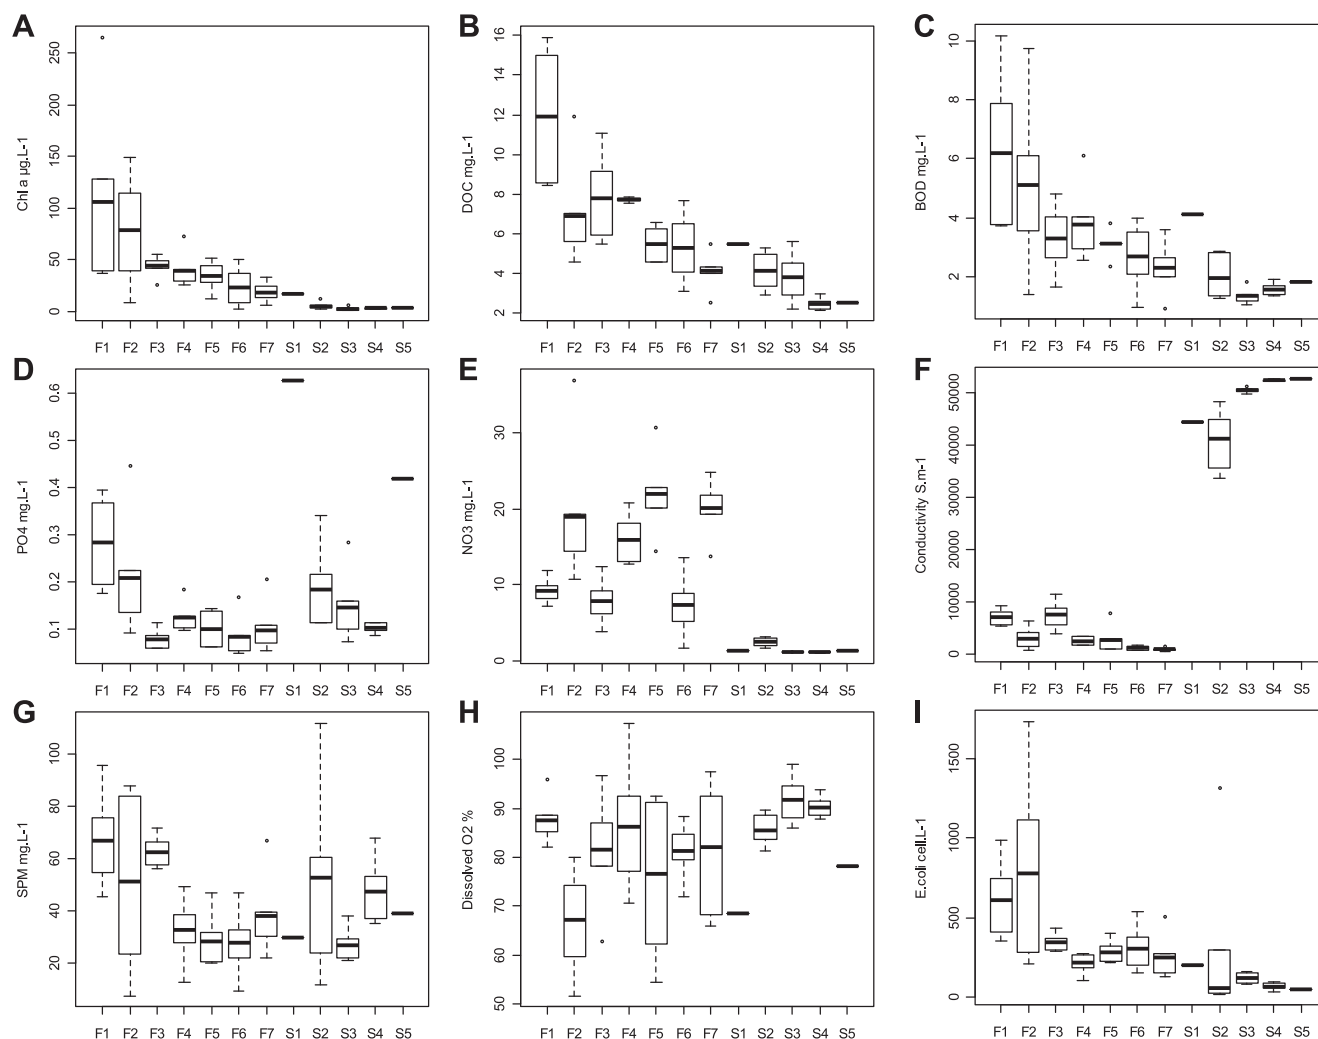 A
Chl a µg.L-1
250
200
150
100
50
0
F1 F2 F3 F4 F5 F6 F7 S1 S2 S3 S4 S5
B
DOC mg.L-1
16
14
12
10
8
6
4
2
F1 F2 F3 F4 F5 F6 F7 S1 S2 S3 S4 S5
C
BOD mg.L-1
10
8
6
4
2
F1 F2 F3 F4 F5 F6 F7 S1 S2 S3 S4 S5
D
PO4 mg.L-1
0.6
0.5
0.4
0.3
0.2
0.1
F1 F2 F3 F4 F5 F6 F7 S1 S2 S3 S4 S5
E
NO3 mg.L-1
30
20
10
0
F1 F2 F3 F4 F5 F6 F7 S1 S2 S3 S4 S5
F
Conductivity S.m-1
50000
40000
30000
20000
10000
0
F1 F2 F3 F4 F5 F6 F7 S1 S2 S3 S4 S5
G
SPM mg.L-1
100
80
60
40
20
F1 F2 F3 F4 F5 F6 F7 S1 S2 S3 S4 S5
H
Dissolved O2 %
100
90
80
70
60
50
F1 F2 F3 F4 F5 F6 F7 S1 S2 S3 S4 S5
I
E.coli cell.L-1
1500
1000
500
0
F1 F2 F3 F4 F5 F6 F7 S1 S2 S3 S4 S5